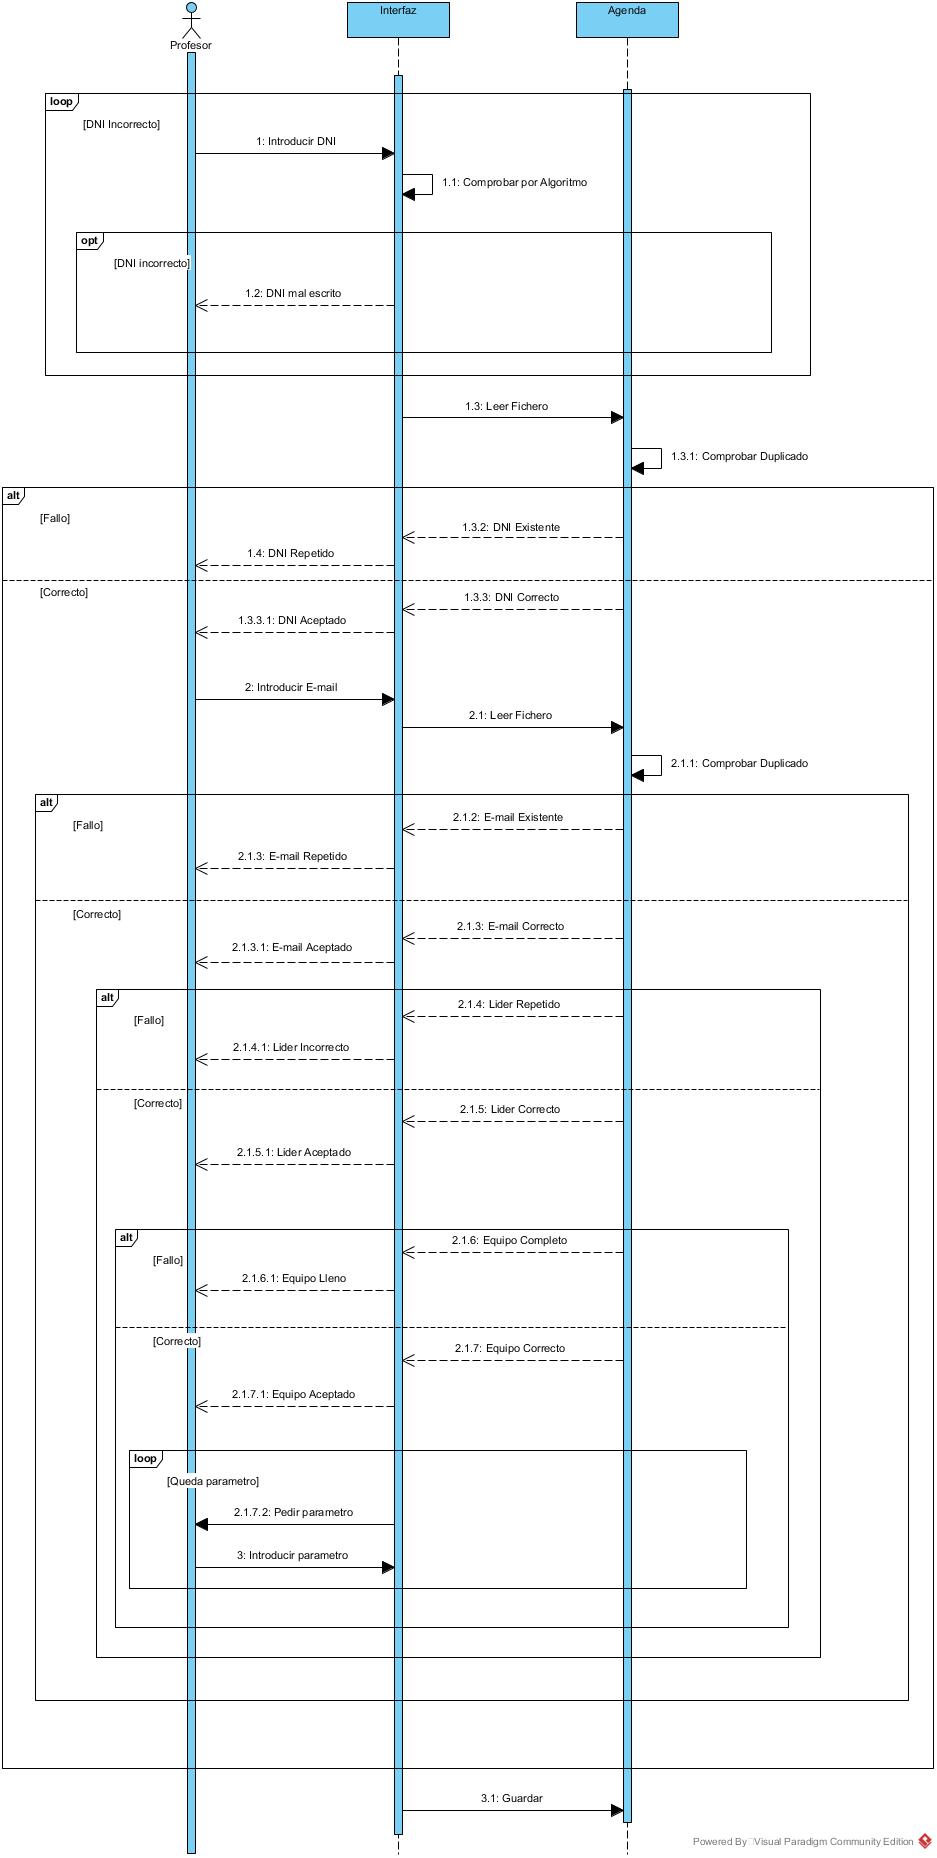 Profesor
Interfaz
Agenda
loop
[DNI Incorrecto]
1: Introducir DNI
1.1: Comprobar por Algoritmo
opt
[DNI incorrecto]
1.2: DNI mal escrito
1.3: Leer Fichero
1.3.1: Comprobar Duplicado
alt
[Fallo]
1.3.2: DNI Existente
1.4: DNI Repetido
[Correcto]
1.3.3: DNI Correcto
1.3.3.1: DNI Aceptado
2: Introducir E-mail
2.1: Leer Fichero
2.1.1: Comprobar Duplicado
alt
[Fallo]
2.1.2: E-mail Existente
2.1.3: E-mail Repetido
[Correcto]
2.1.3: E-mail Correcto
2.1.3.1: E-mail Aceptado
alt
[Fallo]
2.1.4: Lider Repetido
2.1.4.1: Lider Incorrecto
[Correcto]
2.1.5: Lider Correcto
2.1.5.1: Lider Aceptado
alt
[Fallo]
2.1.6: Equipo Completo
2.1.6.1: Equipo Lleno
[Correcto]
2.1.7: Equipo Correcto
2.1.7.1: Equipo Aceptado
loop
[Queda parametro]
2.1.7.2: Pedir parametro
3: Introducir parametro
3.1: Guardar
Powered By Visual Paradigm Community Edition